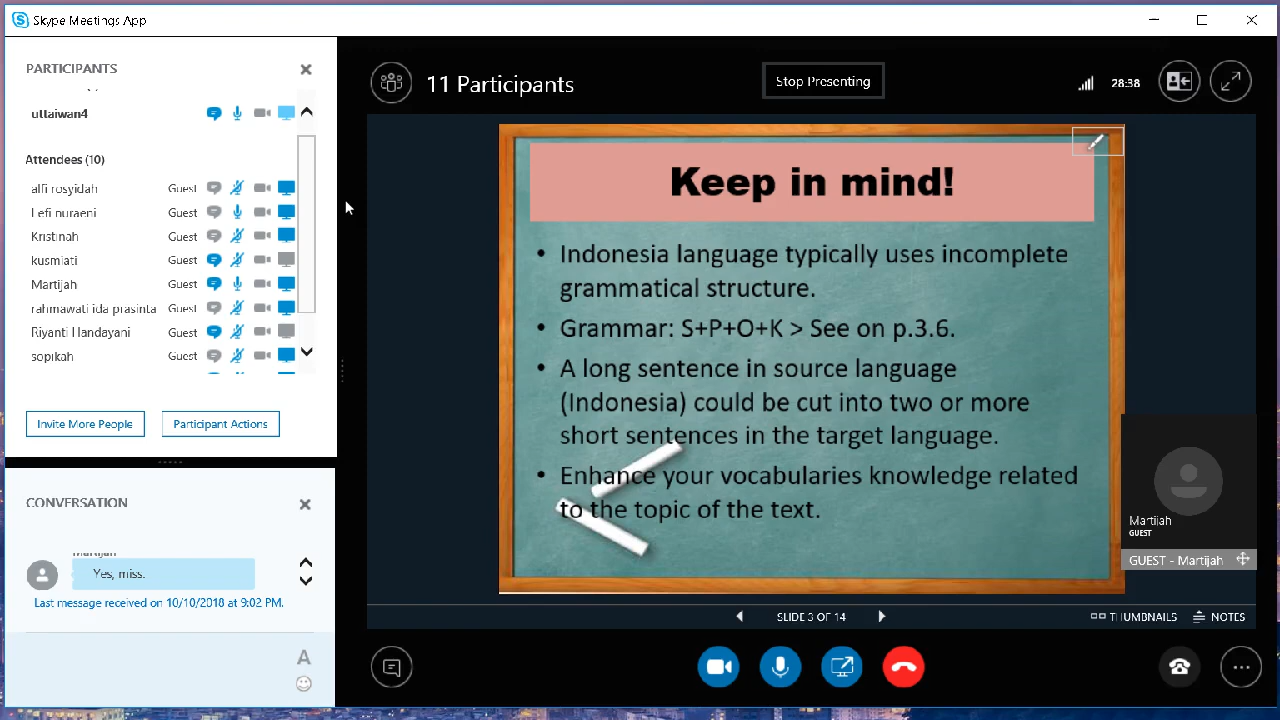 Skype Meetings App
PARTICIPANTS
uttaiwan4
Attendees (10)
alfi rosyidah Guest
Lefi nuraeni Guest
Kristinah Guest
kusmiati Guest
Martijah Guest
rahmawati ida prasinta Guest
Riyanti Handayani Guest
sopikah Guest
Invite More People
Participant Actions
CONVERSATION
Martijah
Yes, miss.
Last message received on 10/10/2018 at 9:02 PM.
A
11 Participants
Stop Presenting
28:38
Keep in mind!
• Indonesia language typically uses incomplete
grammatical structure.
• Grammar: S+P+O+K > See on p.3.6.
• A long sentence in source language
(Indonesia) could be cut into two or more
short sentences in the target language.
• Enhance your vocabularies knowledge related
to the topic of the text.
Martijah
GUEST
GUEST - Martijah
SLIDE 3 OF 14
THUMBNAILS
NOTES